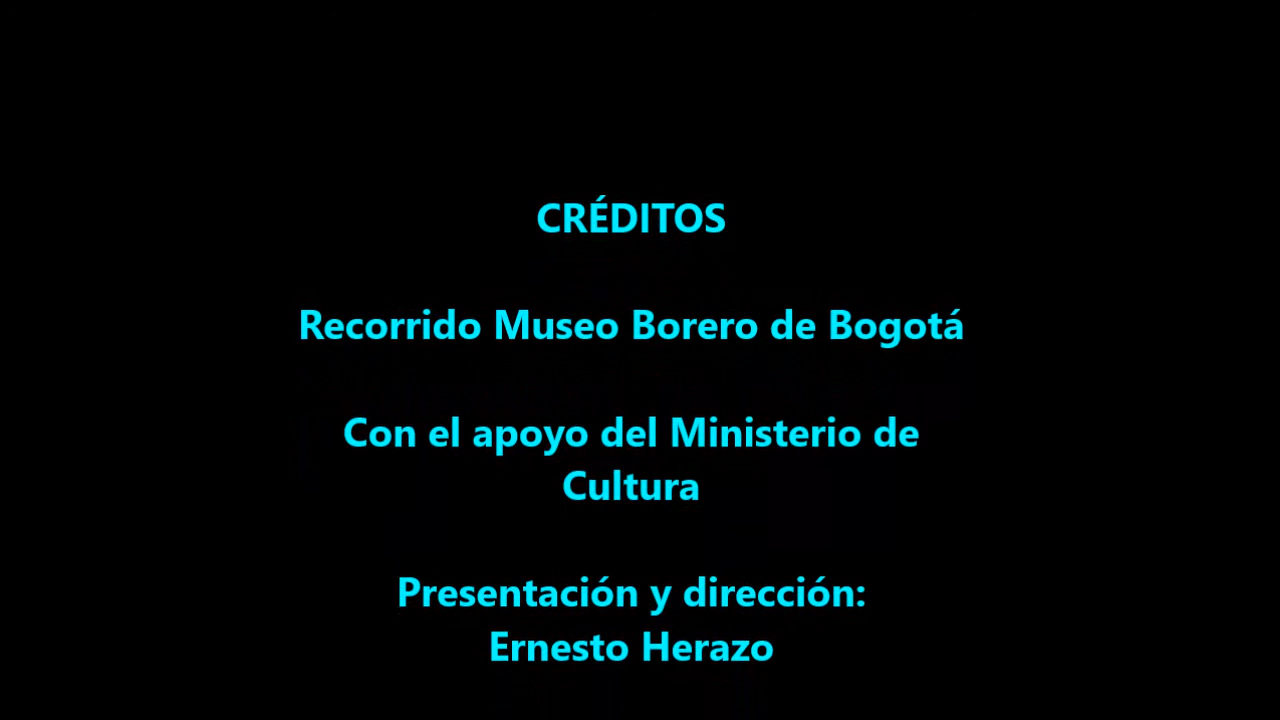 CRÉDITOS
Recorrido Museo Borero de Bogotá
Con el apoyo del Ministerio de
Cultura
Presentación y dirección:
Ernesto Herazo